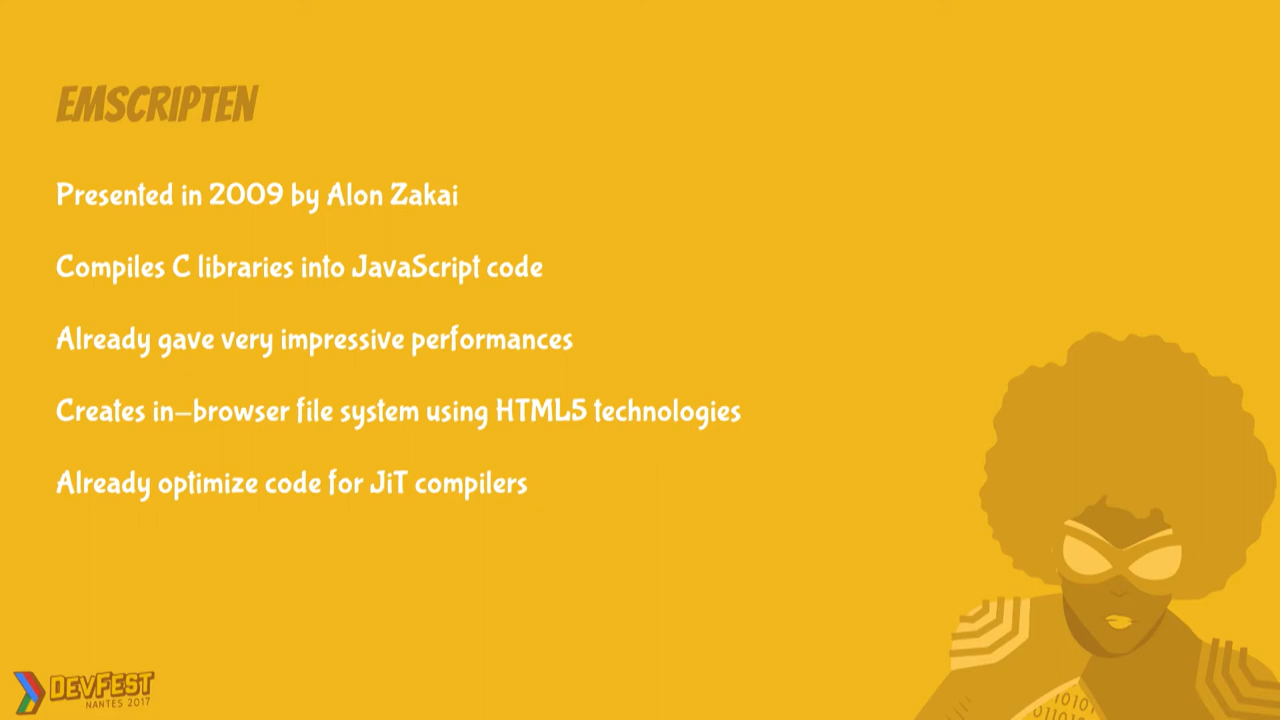 EMSCRIPTEN
Presented in 2009 by Alon Zakai
Compiles C libraries into JavaScript code
Already gave very impressive performances
Creates in-browser file system using HTML5 technologies
Already optimize code for JiT compilers
DEVFEST
NANTES 2017